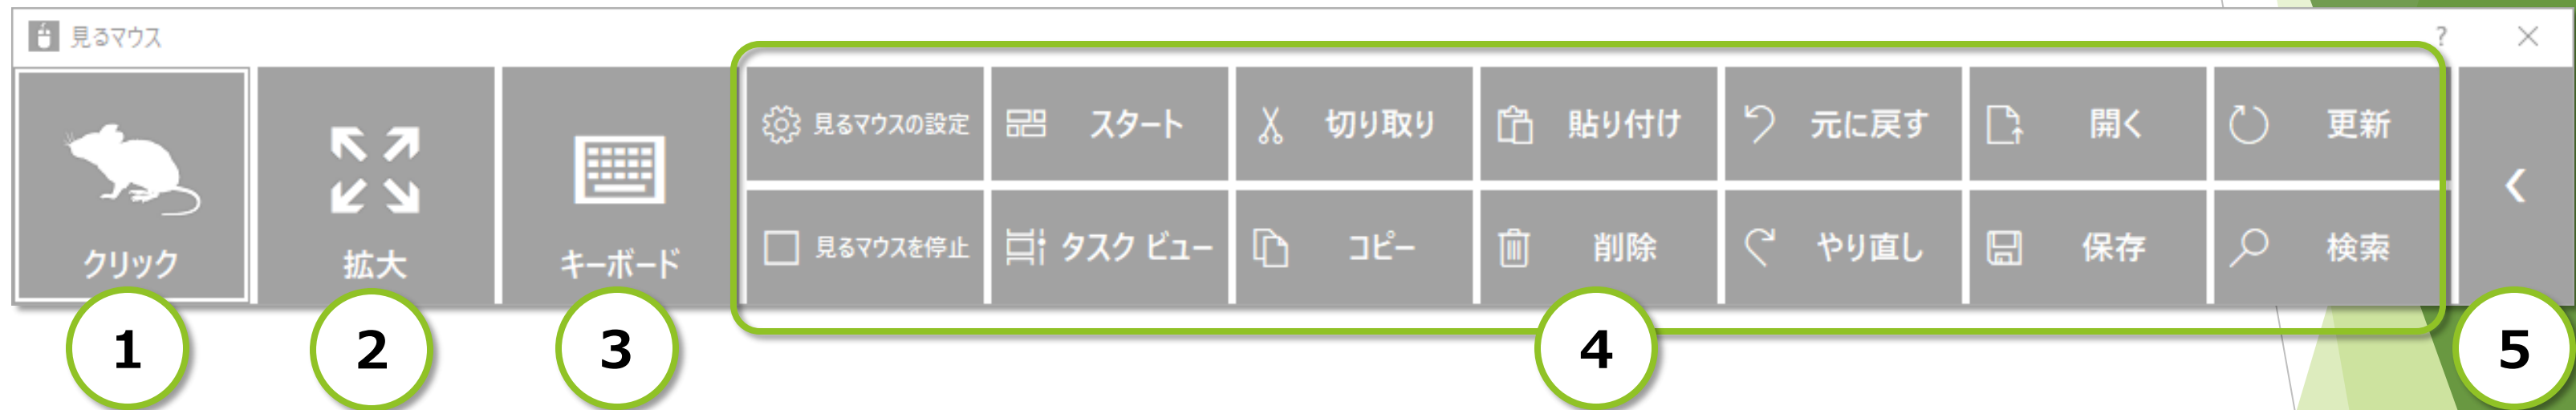 見るマウス
?
クリック
拡大
キーボード
見るマウスの設定
スタート
切り取り
貼り付け
元に戻す
開く
更新
見るマウスを停止
タスク ビュー
コピー
削除
やり直し
保存
検索
1
2
3
4
5